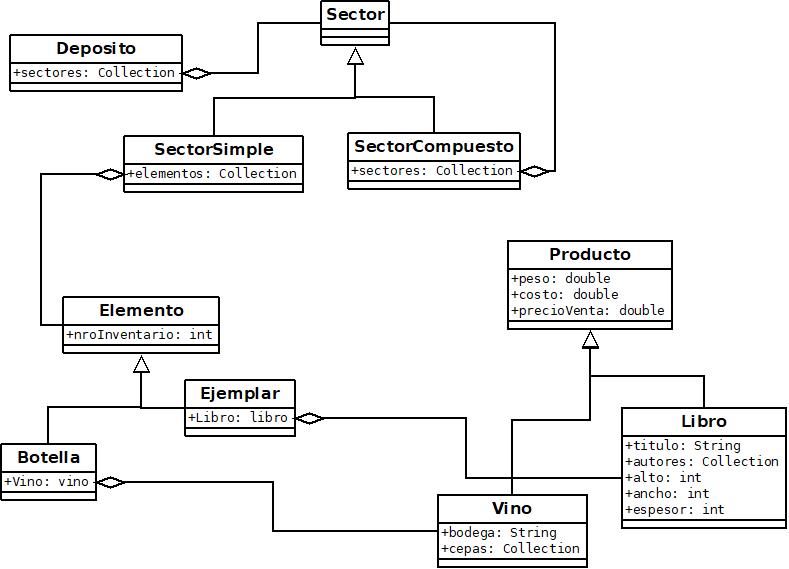 Sector
Deposito
+sectores: Collection
SectorSimple
+elementos: Collection
SectorCompuesto
+sectores: Collection
Producto
+peso: double
+costo: double
+precioVenta: double
Elemento
+nroInventario: int
Ejemplar
+Libro: libro
Libro
+titulo: String
+autores: Collection
+alto: int
+ancho: int
+espesor: int
Botella
+Vino: vino
Vino
+bodega: String
+cepas: Collection